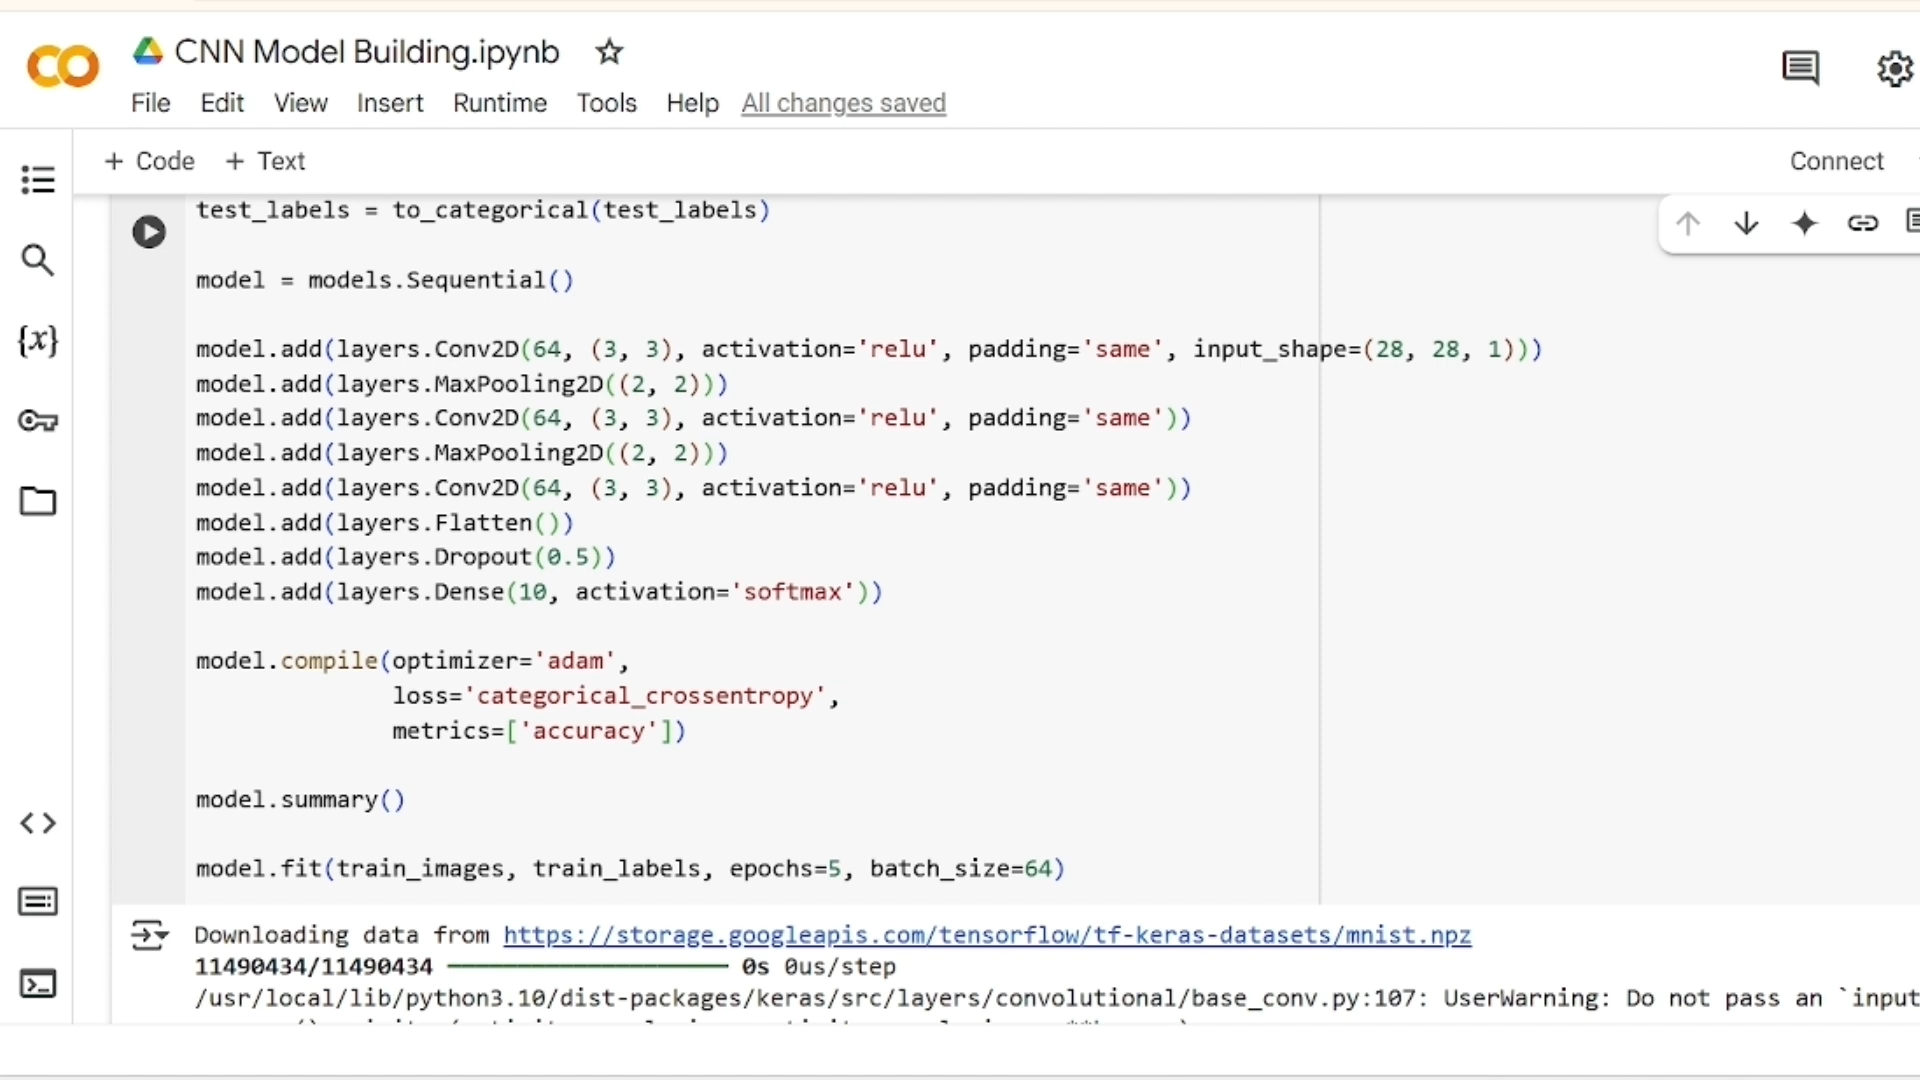 CNN Model Building.ipynb
File Edit View Insert Runtime Tools Help All changes saved
+ Code + Text Connect
test_labels = to_categorical(test_labels)
model = models.Sequential()
model.add(layers.Conv2D(64, (3, 3), activation='relu', padding='same', input_shape=(28, 28, 1)))
model.add(layers.MaxPooling2D((2, 2)))
model.add(layers.Conv2D(64, (3, 3), activation='relu', padding='same'))
model.add(layers.MaxPooling2D((2, 2)))
model.add(layers.Conv2D(64, (3, 3), activation='relu', padding='same'))
model.add(layers.Flatten())
model.add(layers.Dropout(0.5))
model.add(layers.Dense(10, activation='softmax'))
model.compile(optimizer='adam',
loss='categorical_crossentropy',
metrics=['accuracy'])
model.summary()
model.fit(train_images, train_labels, epochs=5, batch_size=64)
Downloading data from https://storage.googleapis.com/tensorflow/tf-keras-datasets/mnist.npz
11490434/11490434 0s 0us/step
/usr/local/lib/python3.10/dist-packages/keras/src/layers/convolutional/base_conv.py:107: UserWarning: Do not pass an `input